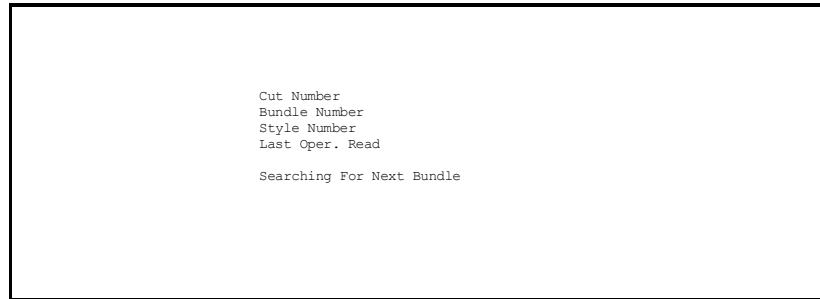 Cut Number
Bundle Number
Style Number
Last Oper. Read
Searching For Next Bundle